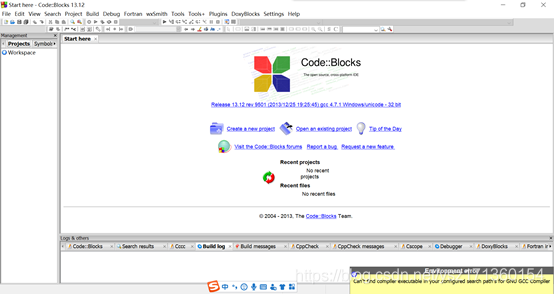 Start here - Code::Blocks 13.12
File Edit View Search Project Build Debug Fortran wxSmith Tools Tools+ Plugins DoxyBlocks Settings Help
Management
Projects Symbols
Workspace
Start here
Code::Blocks
The open source, cross-platform IDE
Release 13.12 rev 9501 (2013/12/25 19:25:45) gcc 4.7.1 Windows/unicode - 32 bit
Create a new project Open an existing project Tip of the Day
Visit the Code::Blocks forums Report a bug Request a new feature
Recent projects
No recent
projects
Recent files
No recent files
© 2004 - 2013, The Code::Blocks Team.
Logs & others
Code::Blocks Search results Cccc Build log Build messages CppCheck CppCheck messages Cscope Debugger DoxyBlocks Fortran in
Environment error
Can't find compiler executable in your configured search path's for GNU GCC Compiler
中